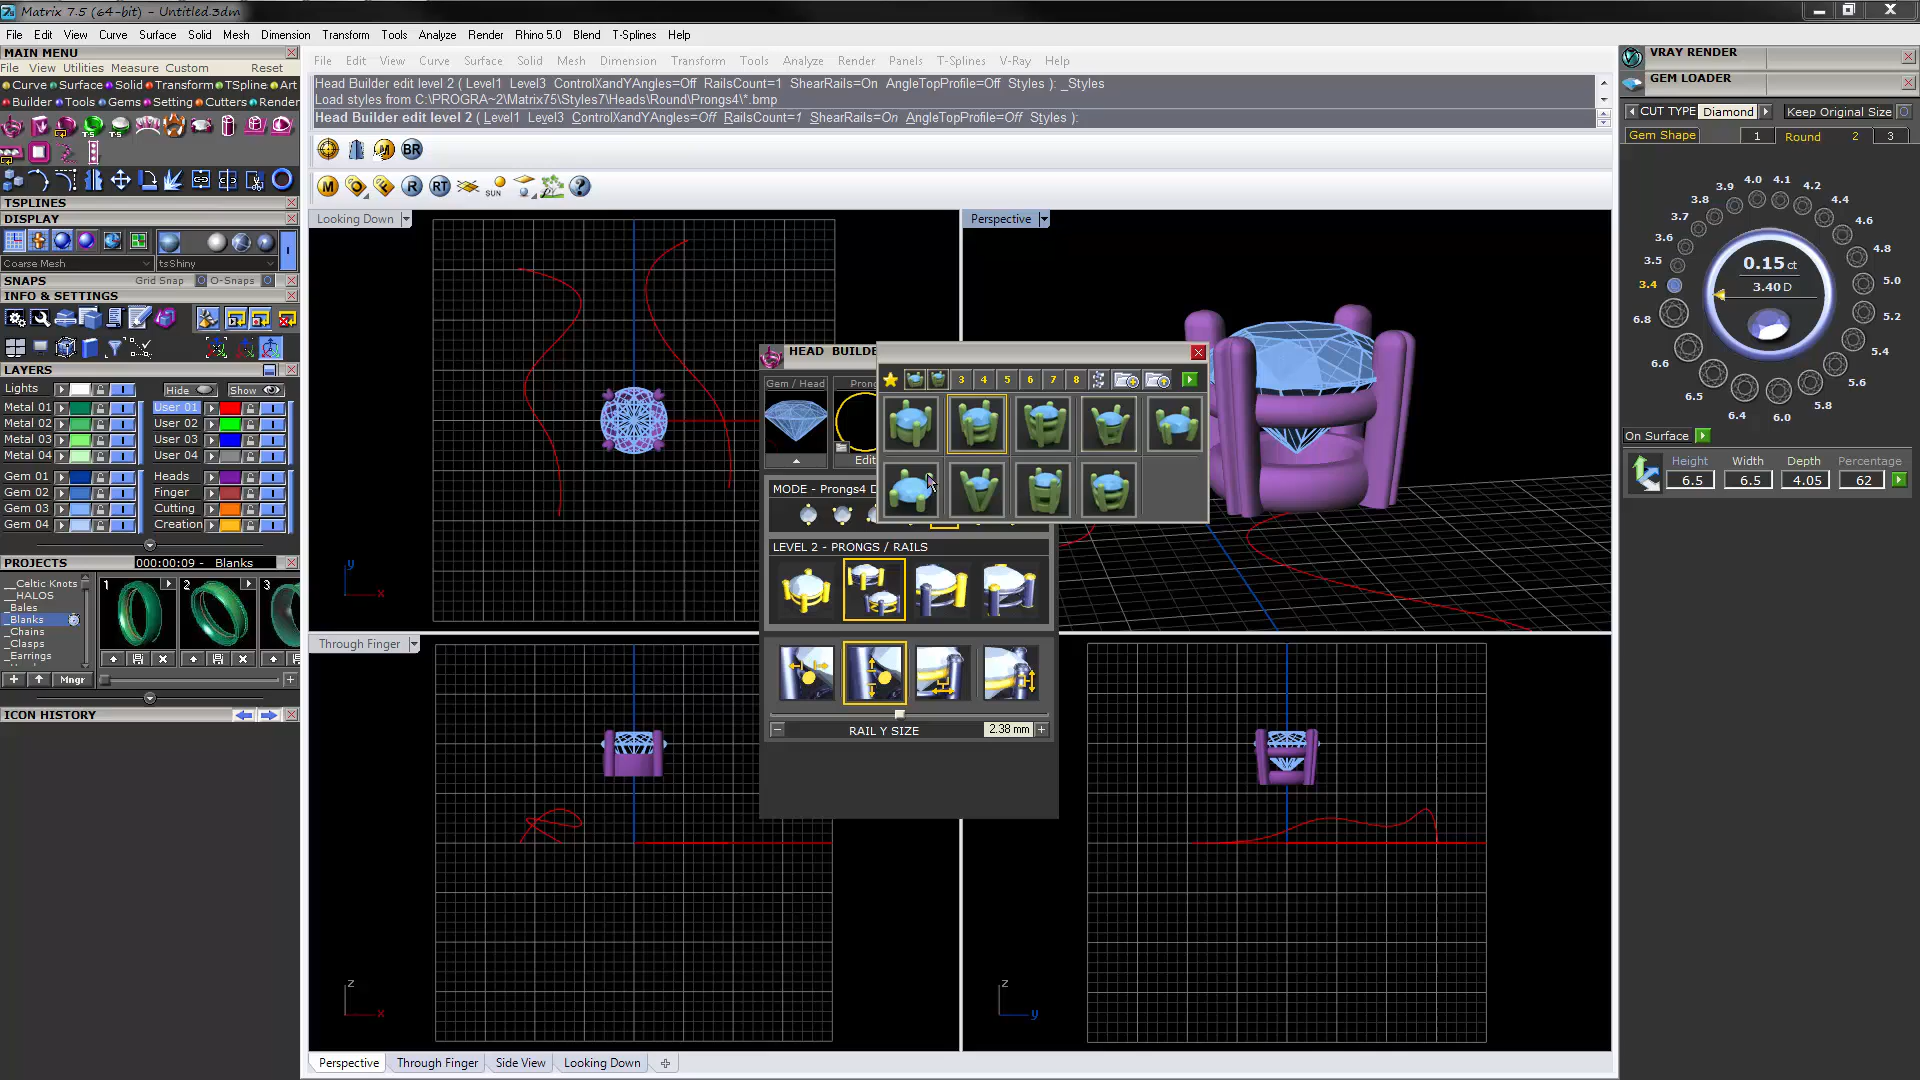 Matrix 7.5 (64-bit) - Untitled.3dm
File Edit View Curve Surface Solid Mesh Dimension Transform Tools Analyze Render Rhino 5.0 Blend T-Splines Help
MAIN MENU
File View Utilities Measure Custom Reset
Curve Surface Solid Transform TSpline Art
Builder Tools Gems Setting Cutters Render
TSPLINES
DISPLAY
Coarse Mesh tsShiny
SNAPS Grid Snap O-Snaps
INFO & SETTINGS
LAYERS
Lights Hide Show
Metal 01 User 01
Metal 02 User 02
Metal 03 User 03
Metal 04 User 04
Gem 01 Heads
Gem 02 Finger
Gem 03 Cutting
Gem 04 Creation
PROJECTS 000:00:09 - Blanks
__Celtic Knots
__HALOS
_Bales
_Blanks
_Chains
_Clasps
_Earrings
1 2 3
Mngr
ICON HISTORY
File Edit View Curve Surface Solid Mesh Dimension Transform Tools Analyze Render Panels T-Splines V-Ray Help
Head Builder edit level 2 ( Level1 Level3 ControlXandYAngles=Off RailsCount=1 ShearRails=On AngleTopProfile=Off Styles ): _Styles
Load styles from C:\PROGRA~2\Matrix75\Styles7\Heads\Round\Prongs4\*.bmp
Head Builder edit level 2 ( Level1 Level3 ControlXandYAngles=Off RailsCount=1 ShearRails=On AngleTopProfile=Off Styles ):
M BR
M O F R RT SUN ?
Looking Down
y
x
Perspective
HEAD BUILDE
Gem / Head
Prong
Edit
3 4 5 6 7 8
MODE - Prongs4 D
LEVEL 2 - PRONGS / RAILS
RAIL Y SIZE 2.38 mm
Through Finger
z
x
z
y
Perspective Through Finger Side View Looking Down
VRAY RENDER
GEM LOADER
CUT TYPE Diamond Keep Original Size
Gem Shape 1 Round 2 3
3.4
3.5
3.6
3.7
3.8
3.9
4.0
4.1
4.2
4.4
4.6
4.8
5.0
5.2
5.4
5.6
5.8
6.0
6.4
6.5
6.6
6.8
0.15 ct
3.40 D
On Surface
Height Width Depth Percentage
6.5 6.5 4.05 62